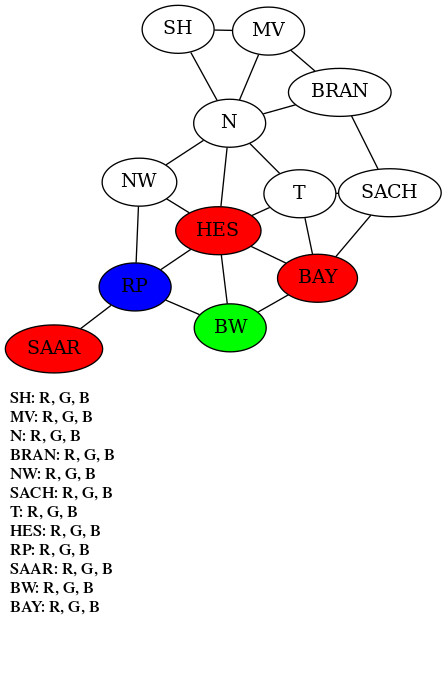 SH
MV
BRAN
N
NW
T
SACH
HES
BAY
RP
BW
SAAR
SH: R, G, B
MV: R, G, B
N: R, G, B
BRAN: R, G, B
NW: R, G, B
SACH: R, G, B
T: R, G, B
HES: R, G, B
RP: R, G, B
SAAR: R, G, B
BW: R, G, B
BAY: R, G, B